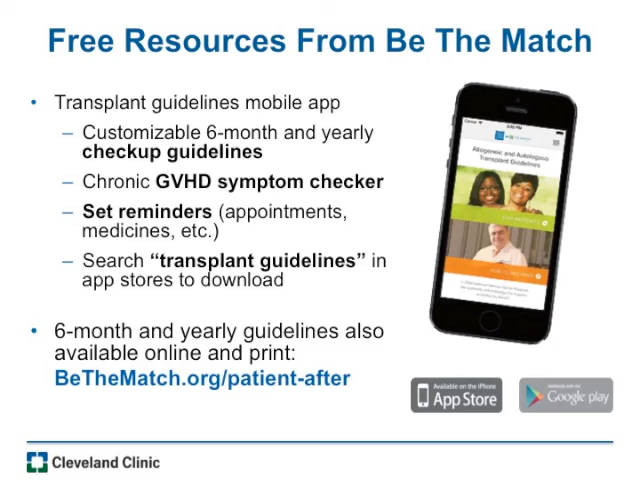 Free Resources From Be The Match
• Transplant guidelines mobile app
– Customizable 6-month and yearly
checkup guidelines
– Chronic GVHD symptom checker
– Set reminders (appointments,
medicines, etc.)
– Search “transplant guidelines” in
app stores to download
• 6-month and yearly guidelines also
available online and print:
BeTheMatch.org/patient-after
Allogeneic and Autologous
Transplant Guidelines
FOR PATIENTS
Available on the iPhone
App Store
Google play
Cleveland Clinic